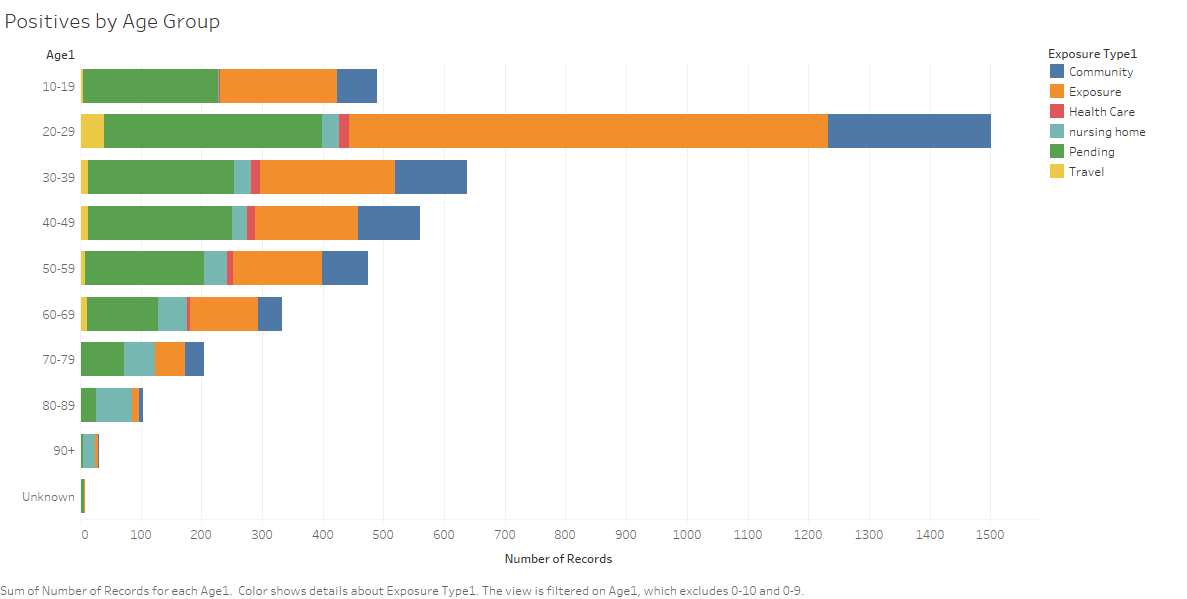 Positives by Age Group
Age1
10-19
20-29
30-39
40-49
50-59
60-69
70-79
80-89
90+
Unknown
0 100 200 300 400 500 600 700 800 900 1000 1100 1200 1300 1400 1500
Number of Records
Exposure Type1
Community
Exposure
Health Care
nursing home
Pending
Travel
Sum of Number of Records for each Age1. Color shows details about Exposure Type1. The view is filtered on Age1, which excludes 0-10 and 0-9.